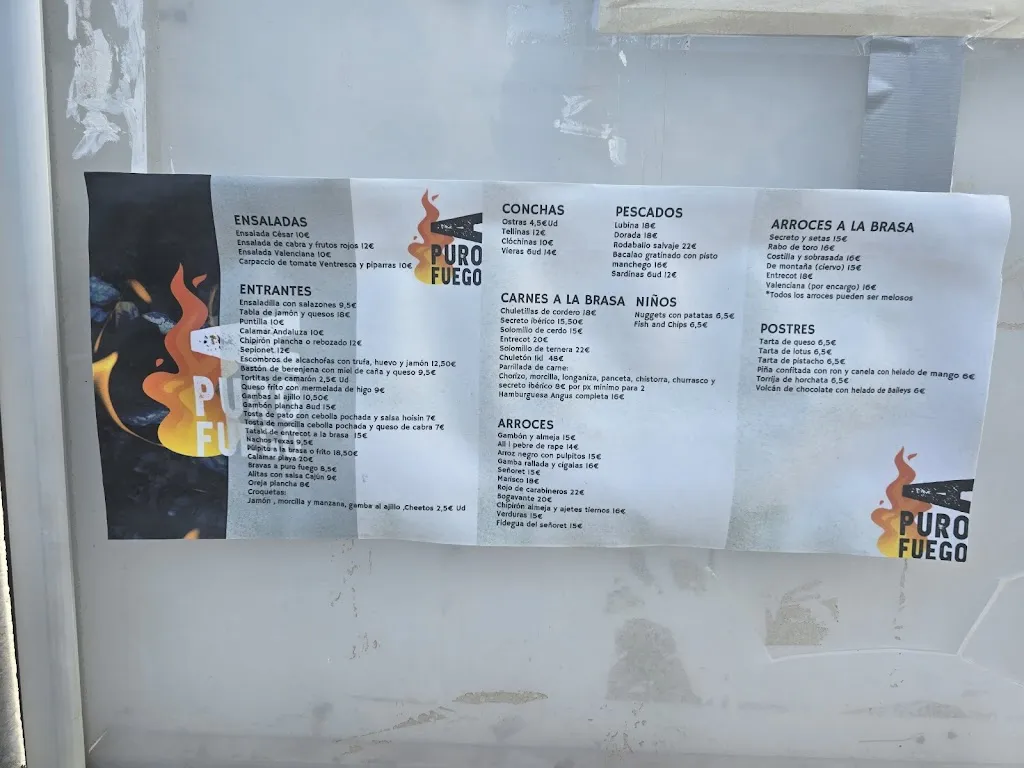 ENSALADAS
Ensalada César 10€
Ensalada de cabra y frutos rojos 12€
Ensalada Valenciana 10€
Carpaccio de tomate Ventresca y piparras 10€
ENTRANTES
Ensaladilla con salazones 9,5€
Tabla de jamón y quesos 18€
Puntilla 10€
Calamar Andaluza 10€
Chipirón plancha o rebozado 12€
Sepionet 12€
Escombros de alcachofas con trufa, huevo y jamón 12,50€
Bastón de berenjena con miel de caña y queso 9,5€
Tortitas de camarón 2,5€ Ud
Queso frito con mermelada de higo 9€
Gambas al ajillo 10,50€
Gambón plancha 8ud 15€
Tosta de pato con cebolla pochada y salsa hoisin 7€
Tosta de morcilla cebolla pochada y queso de cabra 7€
Tataki de entrecot a la brasa 15€
Nachos Texas 9,5€
Pulpito a la brasa o frito 18,50€
Calamar playa 20€
Bravas a puro fuego 8,5€
Alitas con salsa Cajún 9€
Oreja plancha 8€
Croquetas:
Jamón , morcilla y manzana, gamba al ajillo ,Cheetos 2,5€ Ud
A
PURO
FUEGO
A
PU
FU
CONCHAS
Ostras 4,5€Ud
Tellinas 12€
Clóchinas 10€
Vieras 6ud 14€
PESCADOS
Lubina 18€
Dorada 18€
Rodaballo salvaje 22€
Bacalao gratinado con pisto
manchego 16€
Sardinas 6ud 12€
CARNES A LA BRASA
Chuletillas de cordero 18€
Secreto ibérico 15,50€
Solomillo de cerdo 15€
Entrecot 20€
Solomillo de ternera 22€
Chuletón 1kl 48€
Parrillada de carne:
Chorizo, morcilla, longaniza, panceta, chistorra, churrasco y
secreto ibérico 8€ por px mínimo para 2
Hamburguesa Angus completa 16€
NIÑOS
Nuggets con patatas 6,5€
Fish and Chips 6,5€
ARROCES
Gambón y almeja 15€
All i pebre de rape 14€
Arroz negro con pulpitos 15€
Gamba rallada y cigalas 16€
Señoret 15€
Marisco 18€
Rojo de carabineros 22€
Bogavante 20€
Chipirón almeja y ajetes tiernos 16€
Verduras 15€
Fidegua del señoret 15€
ARROCES A LA BRASA
Secreto y setas 15€
Rabo de toro 16€
Costilla y sobrasada 16€
De montaña (ciervo) 15€
Entrecot 18€
Valenciana (por encargo) 16€
*Todos los arroces pueden ser melosos
POSTRES
Tarta de queso 6,5€
Tarta de lotus 6,5€
Tarta de pistacho 6,5€
Piña confitada con ron y canela con helado de mango 6€
Torrija de horchata 6,5€
Volcán de chocolate con helado de Baileys 6€
A
PURO
FUEGO